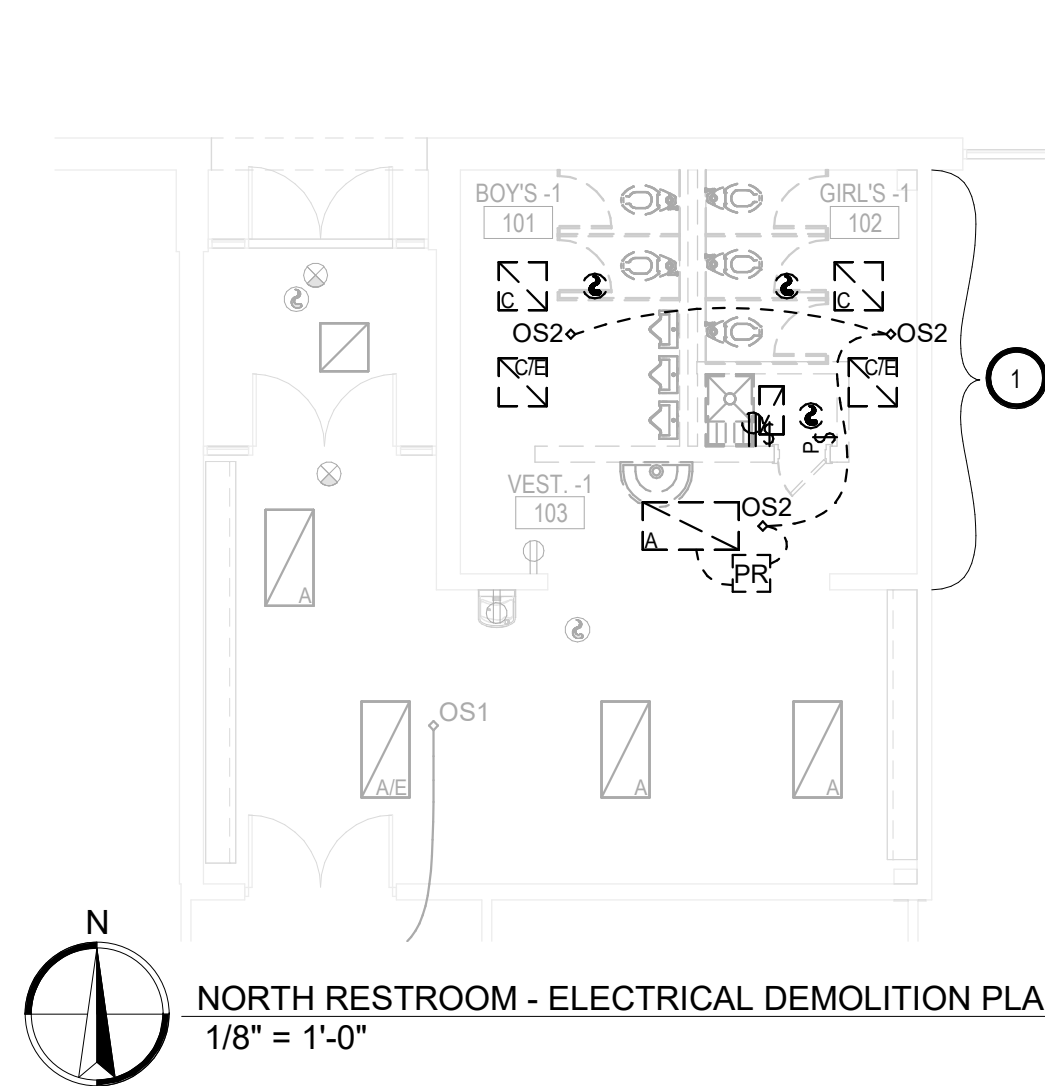 BOY'S -1
101
GIRL'S -1
102
C
C
OS2
OS2
C/E
C/E
P
$
VEST. -1
103
OS2
A
PR
1
A
OS1
A/E
A
A
N
NORTH RESTROOM - ELECTRICAL DEMOLITION PLA
1/8" = 1'-0"